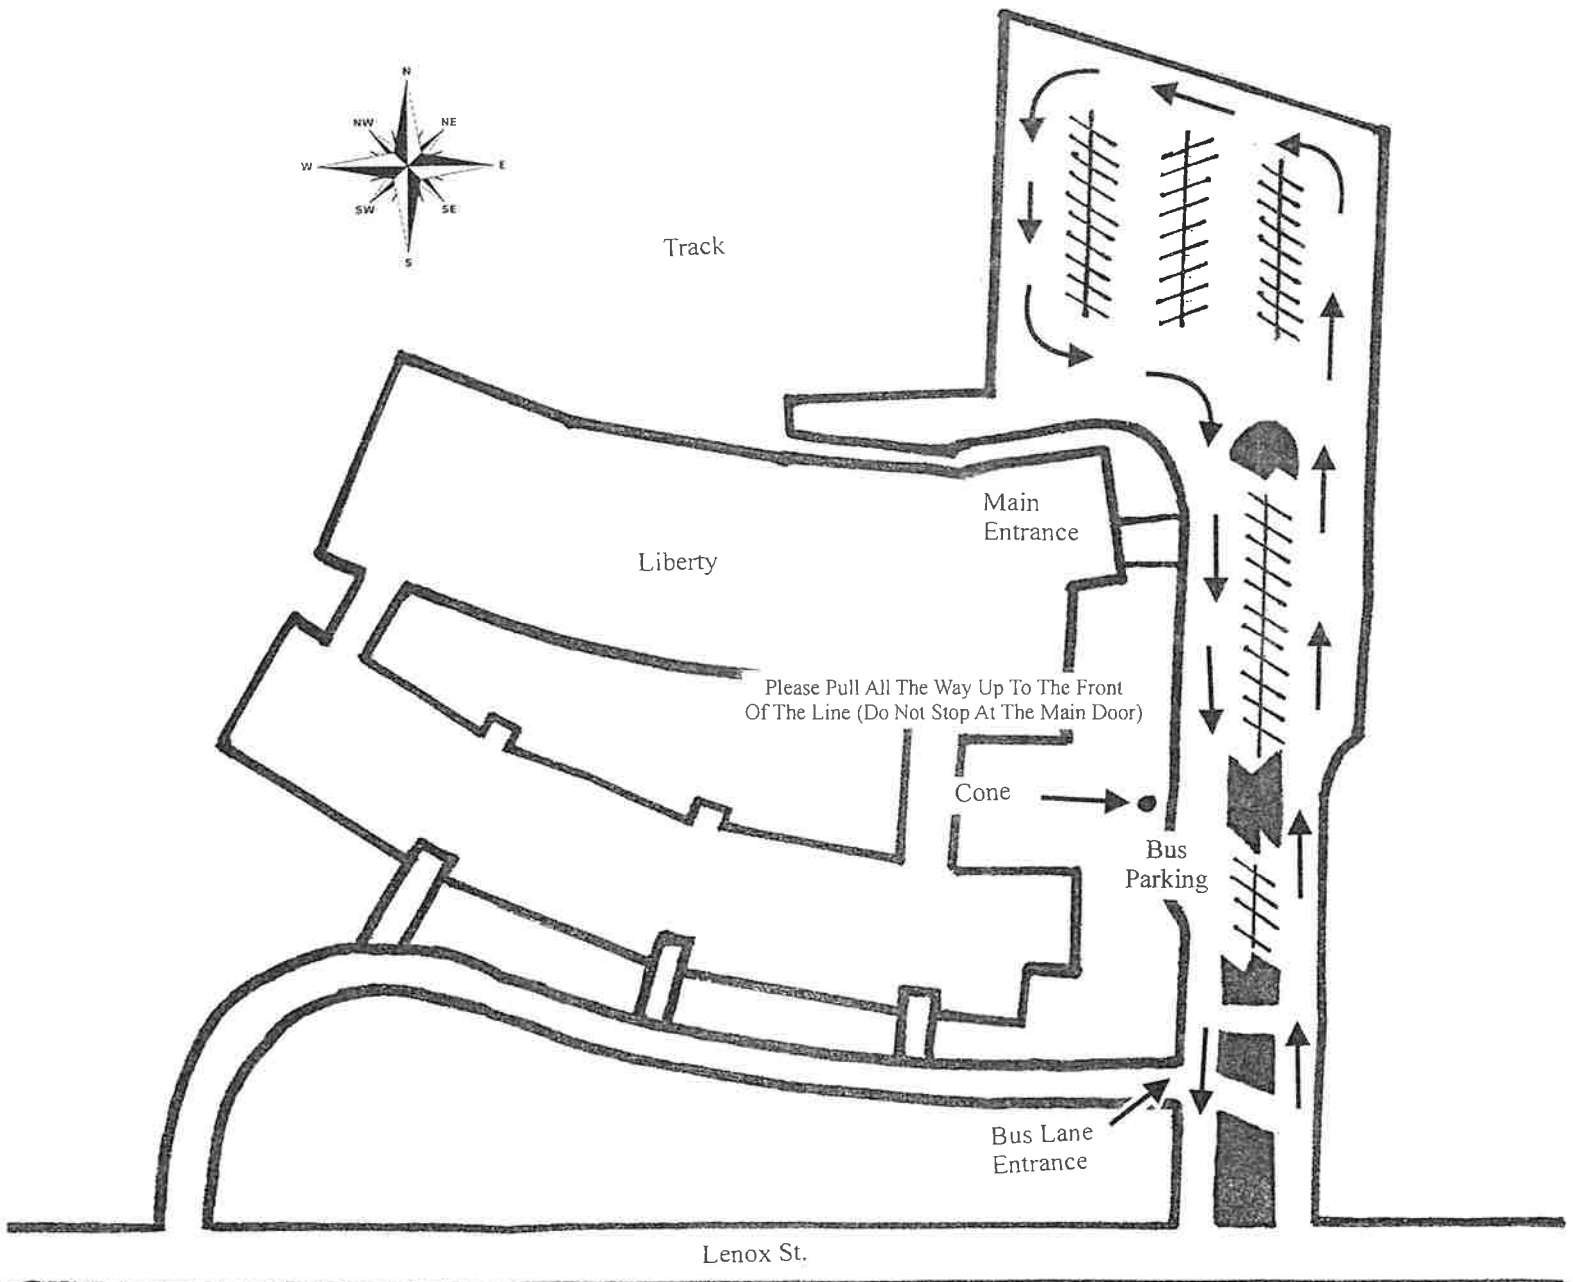 N
NW
NE
W
E
SW
SE
S
Track
Main
Entrance
Liberty
Please Pull All The Way Up To The Front
Of The Line (Do Not Stop At The Main Door)
Cone
Bus
Parking
Bus Lane
Entrance
Lenox St.